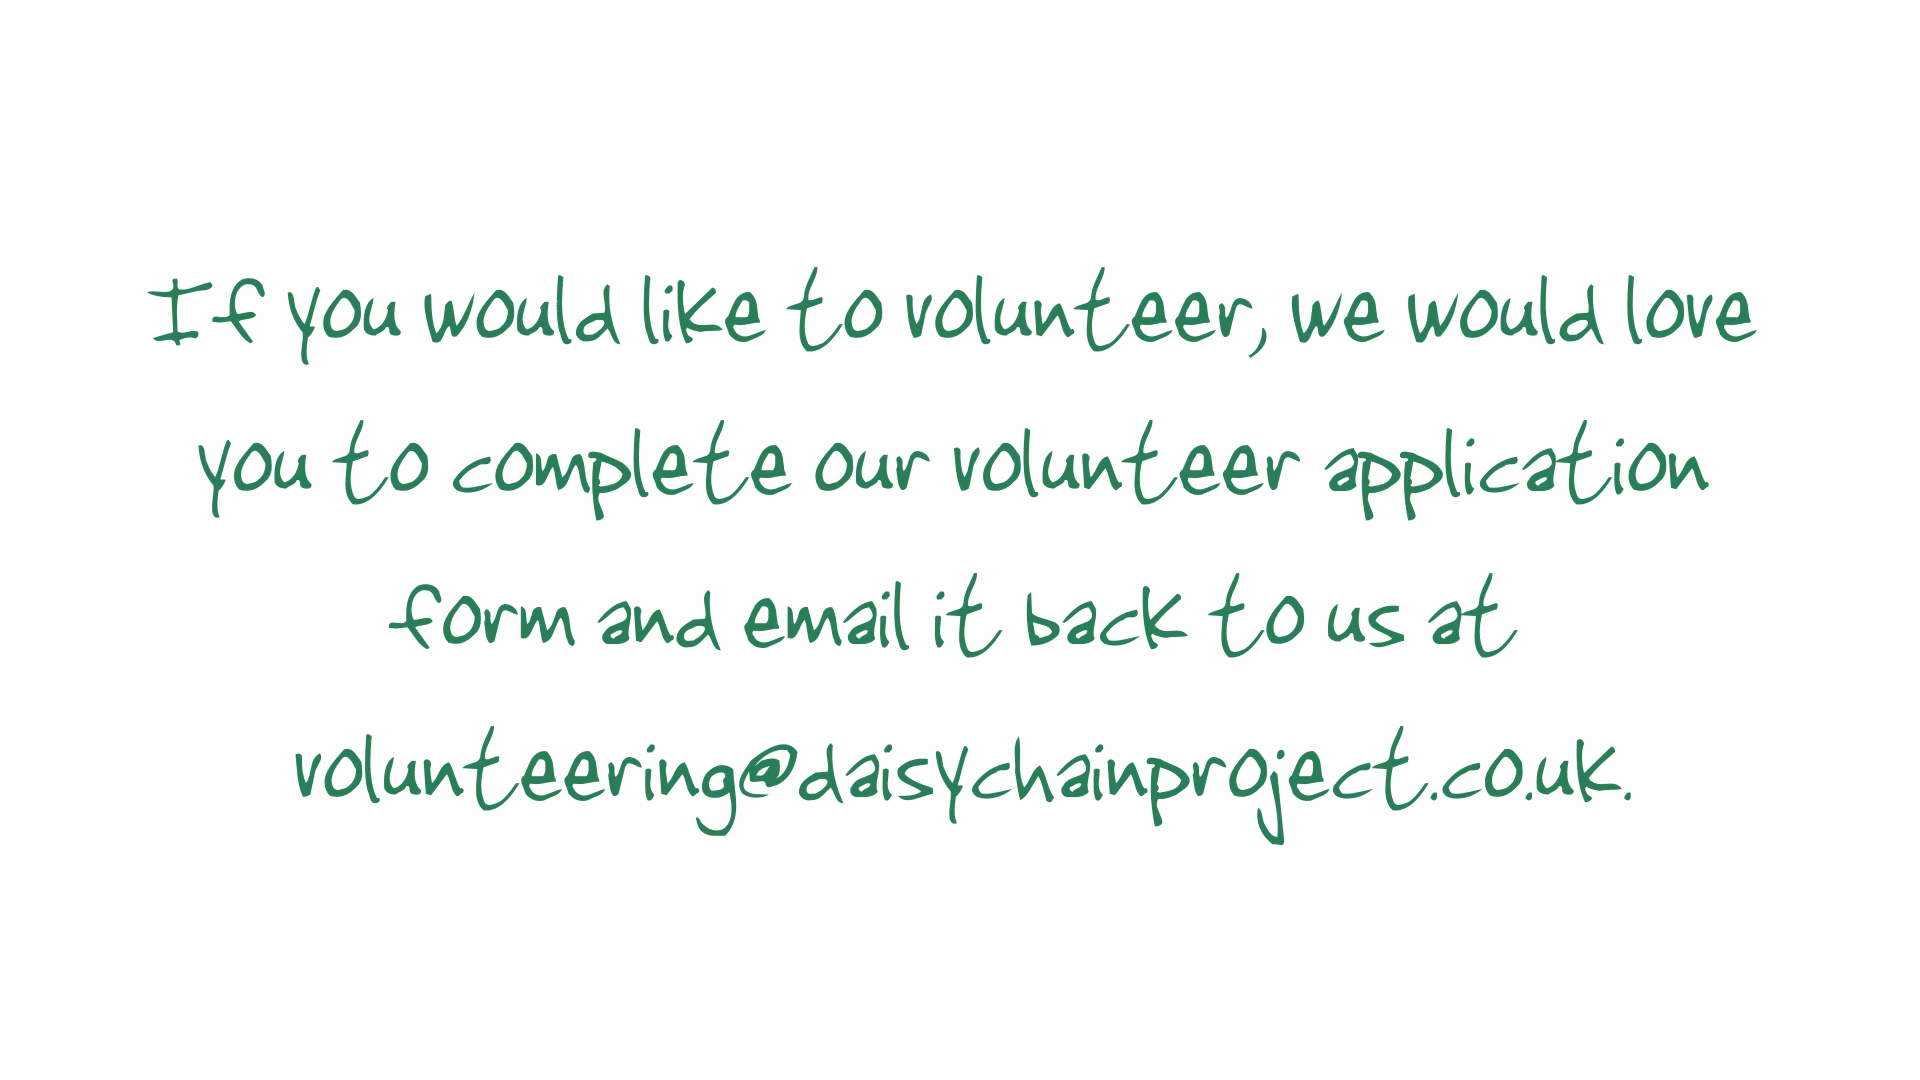 If you would like to volunteer, we would love
you to complete our volunteer application
form and email it back to us at
volunteering@daisychainproject.co.uk.